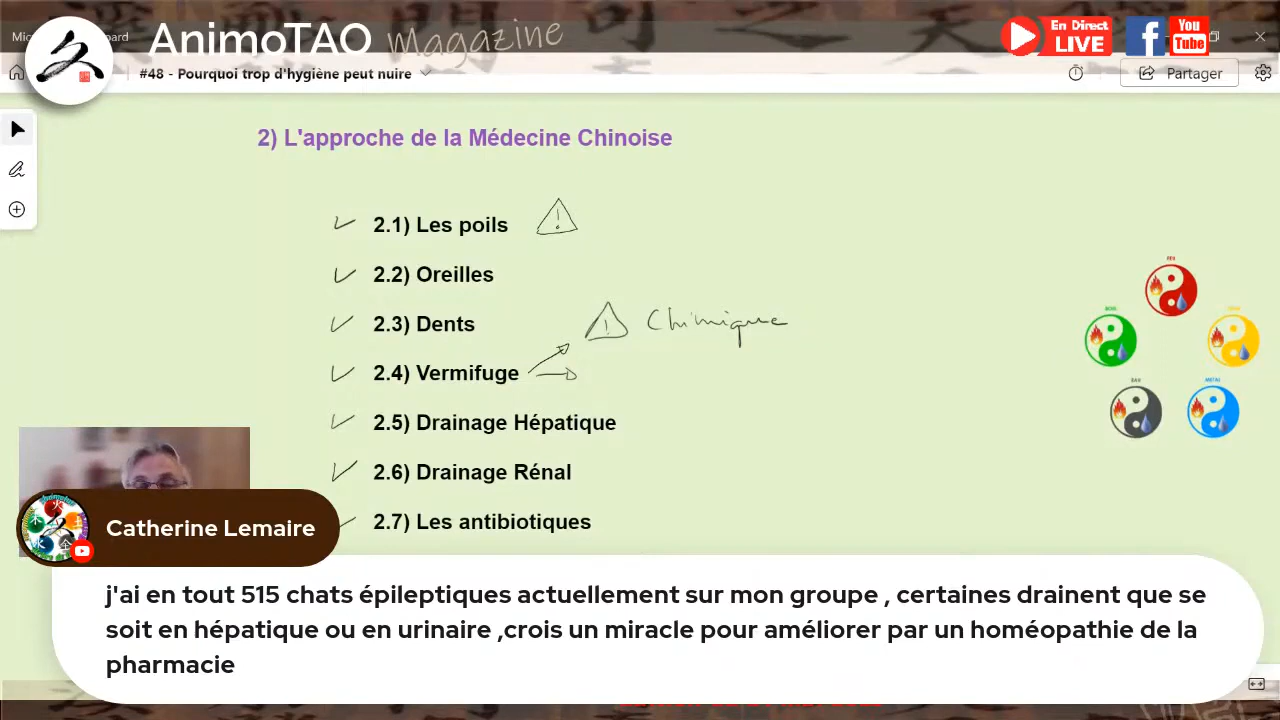 AnimoTAO Magazine
En Direct
LIVE
You
Tube
#48 - Pourquoi trop d'hygiène peut nuire
Partager
2) L'approche de la Médecine Chinoise
2.1) Les poils
2.2) Oreilles
2.3) Dents
Chimique
2.4) Vermifuge
2.5) Drainage Hépatique
2.6) Drainage Rénal
2.7) Les antibiotiques
FEU
BOIS
EAU
METAL
Catherine Lemaire
j'ai en tout 515 chats épileptiques actuellement sur mon groupe , certaines drainent que se
soit en hépatique ou en urinaire ,crois un miracle pour améliorer par un homéopathie de la
pharmacie